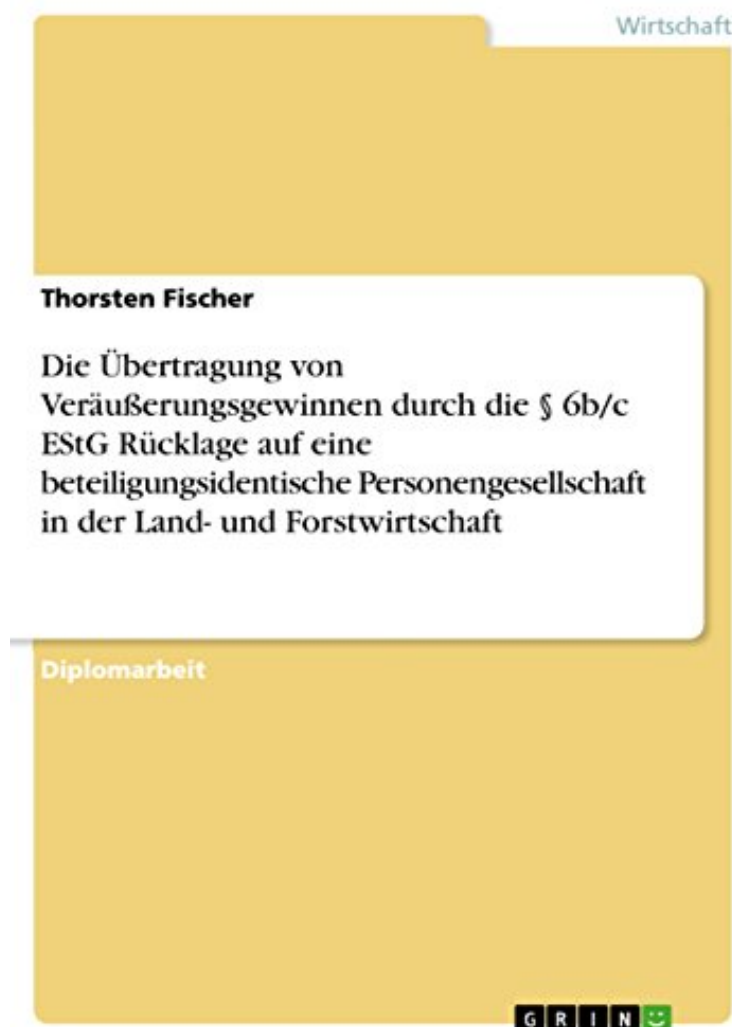 Wirtschaft
Thorsten Fischer
Die Übertragung von
Veräußerungsgewinnen durch die § 6b/c
EStG Rücklage auf eine
beteiligungsidentische Personengesellschaft
in der Land- und Forstwirtschaft
Diplomarbeit
GRIN